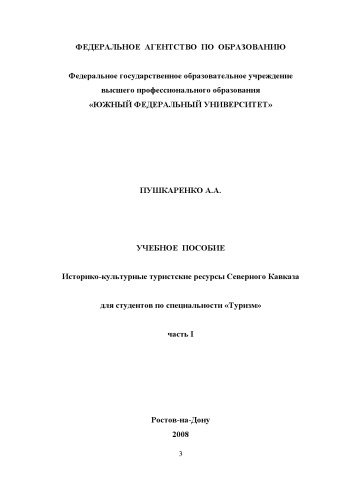 ФЕДЕРАЛЬНОЕ АГЕНТСТВО ПО ОБРАЗОВАНИЮ
Федеральное государственное образовательное учреждение
высшего профессионального образования
«ЮЖНЫЙ ФЕДЕРАЛЬНЫЙ УНИВЕРСИТЕТ»
ПУШКАРЕНКО А.А.
УЧЕБНОЕ ПОСОБИЕ
Историко-культурные туристские ресурсы Северного Кавказа
для студентов по специальности «Туризм»
часть I
Ростов-на-Дону
2008
3